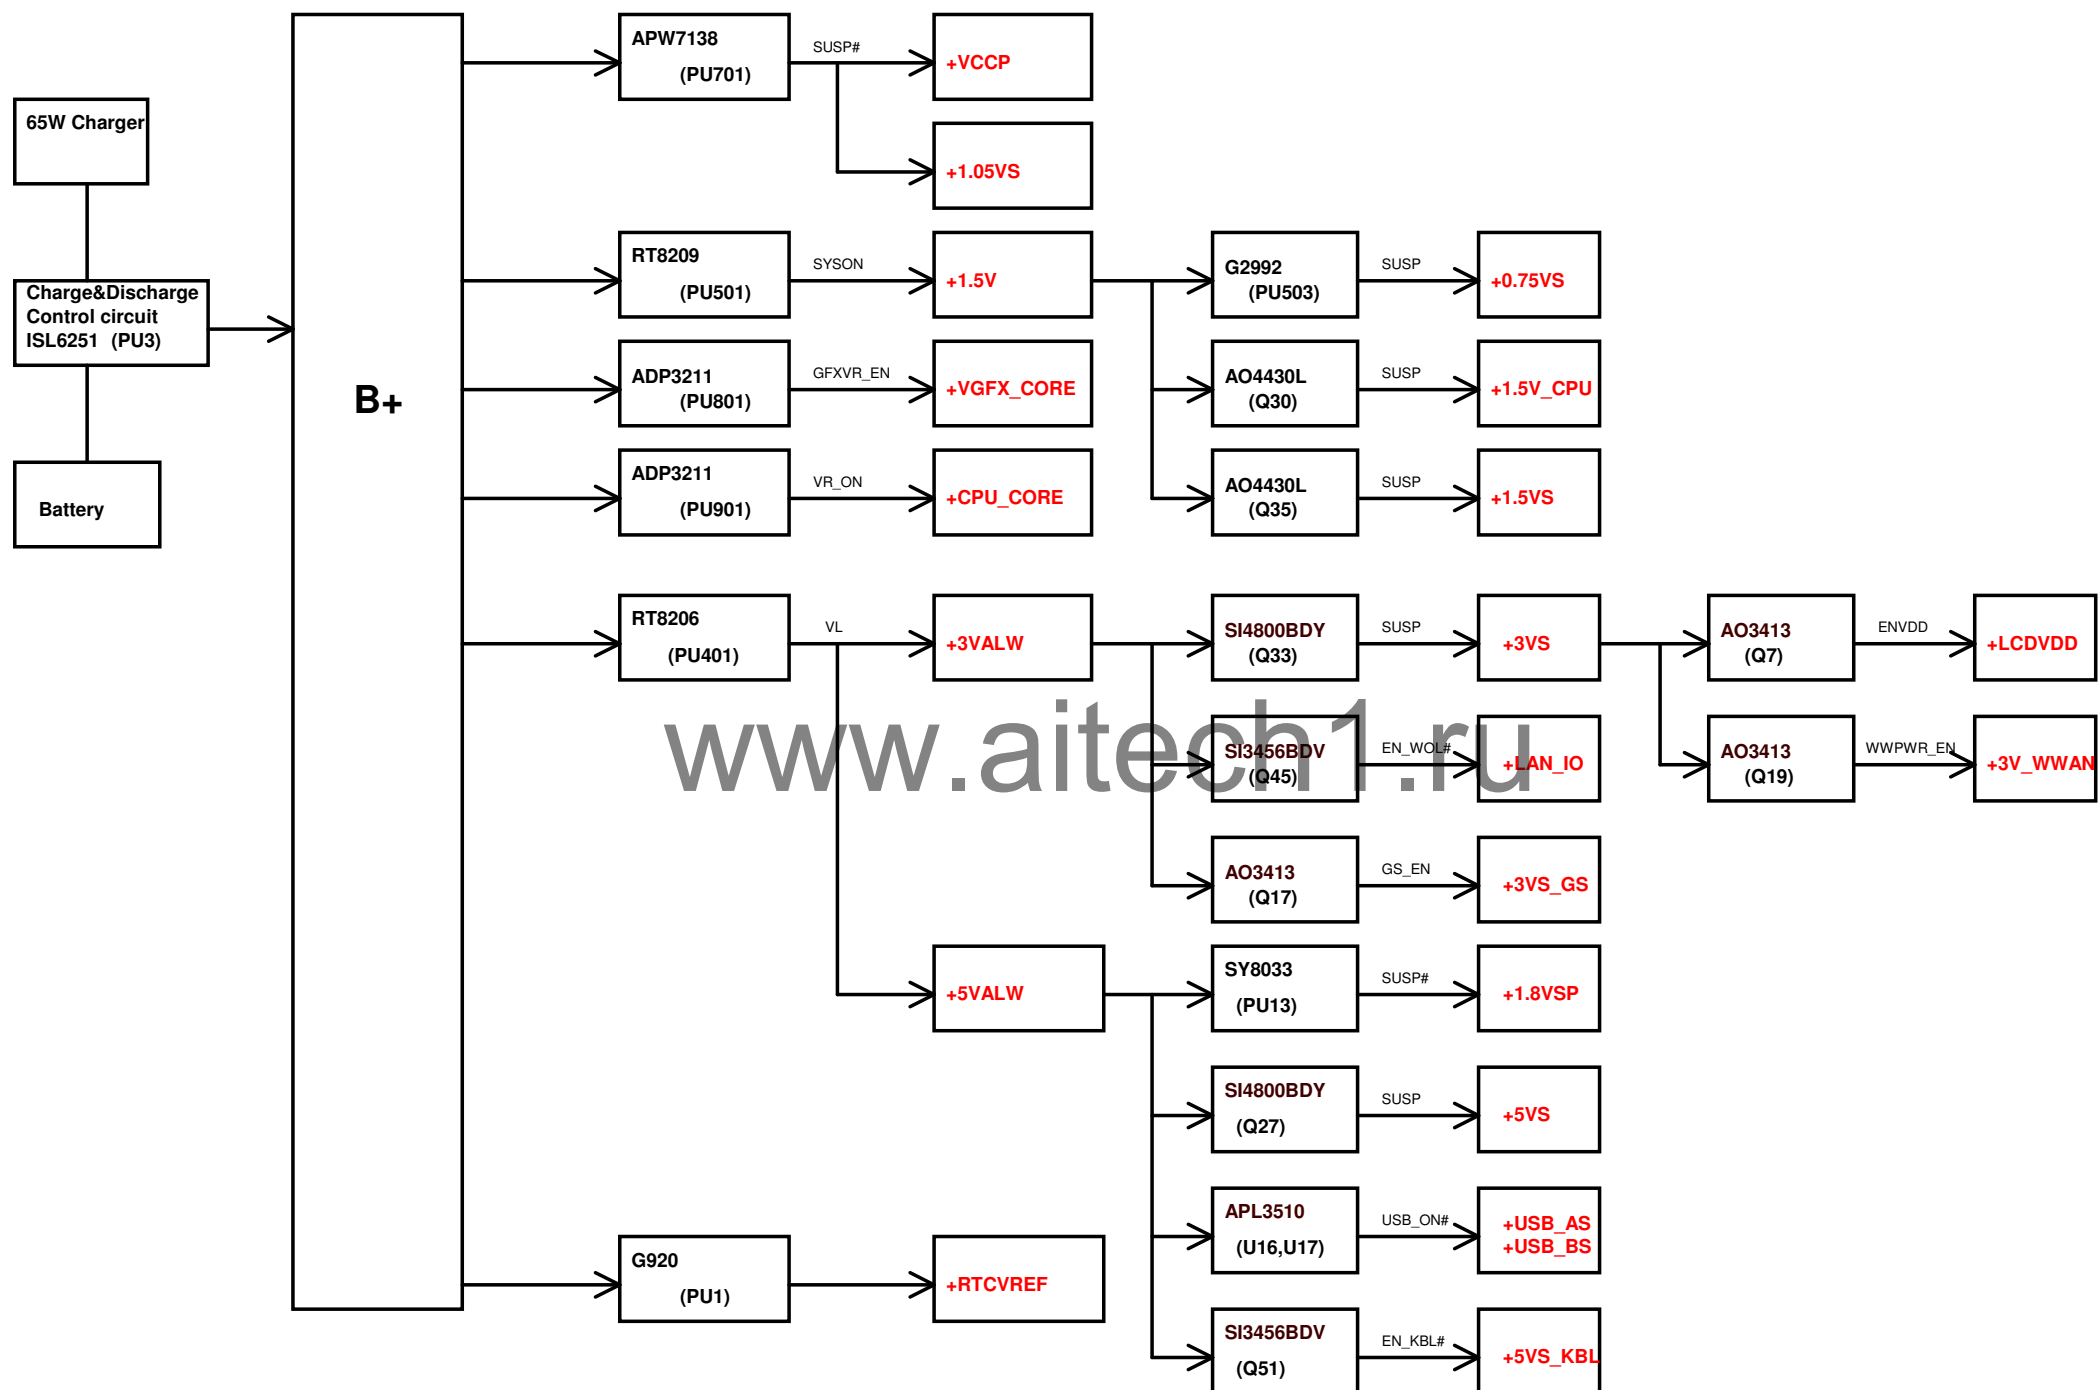 65W Charger
Charge&Discharge
Control circuit
ISL6251 (PU3)
Battery
B+
APW7138
(PU701)
SUSP#
+VCCP
+1.05VS
RT8209
(PU501)
SYSON
+1.5V
G2992
(PU503)
SUSP
+0.75VS
ADP3211
(PU801)
GFXVR_EN
+VGFX_CORE
AO4430L
(Q30)
SUSP
+1.5V_CPU
ADP3211
(PU901)
VR_ON
+CPU_CORE
AO4430L
(Q35)
SUSP
+1.5VS
RT8206
(PU401)
VL
+3VALW
SI4800BDY
(Q33)
SUSP
+3VS
AO3413
(Q7)
ENVDD
+LCDVDD
www.aitech1.ru
SI3456BDV
(Q45)
EN_WOL#
+LAN_IO
AO3413
(Q19)
WWPWR_EN
+3V_WWAN
AO3413
(Q17)
GS_EN
+3VS_GS
+5VALW
SY8033
(PU13)
SUSP#
+1.8VSP
SI4800BDY
(Q27)
SUSP
+5VS
APL3510
(U16,U17)
USB_ON#
+USB_AS
+USB_BS
G920
(PU1)
+RTCVREF
SI3456BDV
(Q51)
EN_KBL#
+5VS_KBL